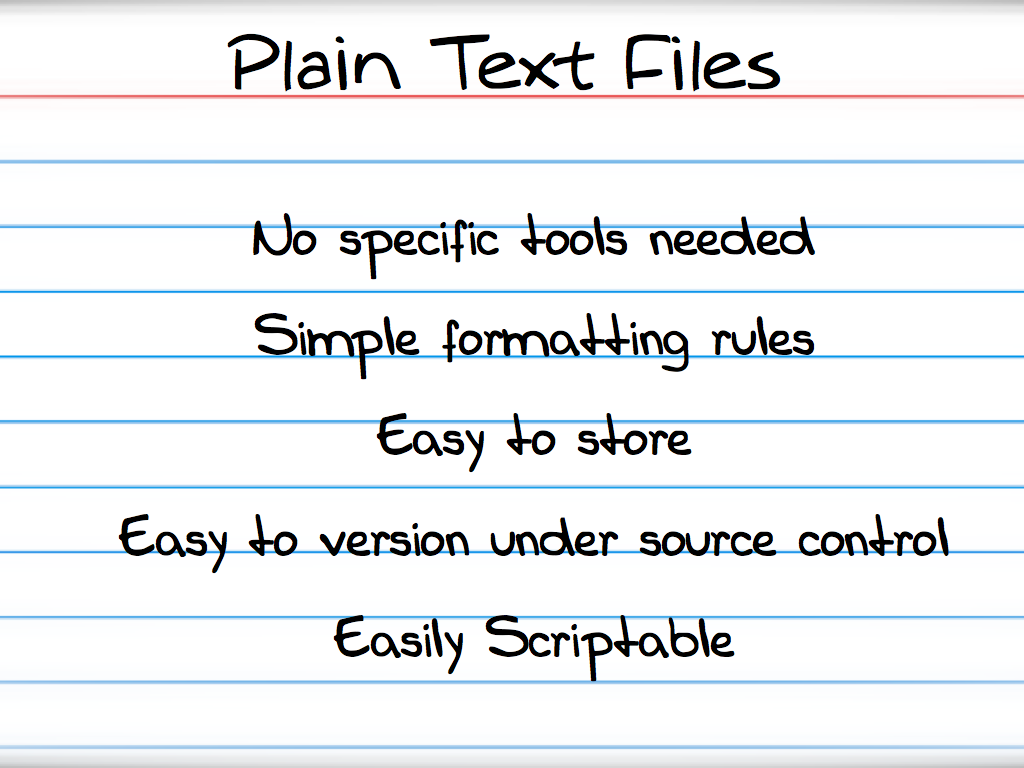 Plain Text Files
No specific tools needed
Simple formatting rules
Easy to store
Easy to version under source control
Easily Scriptable